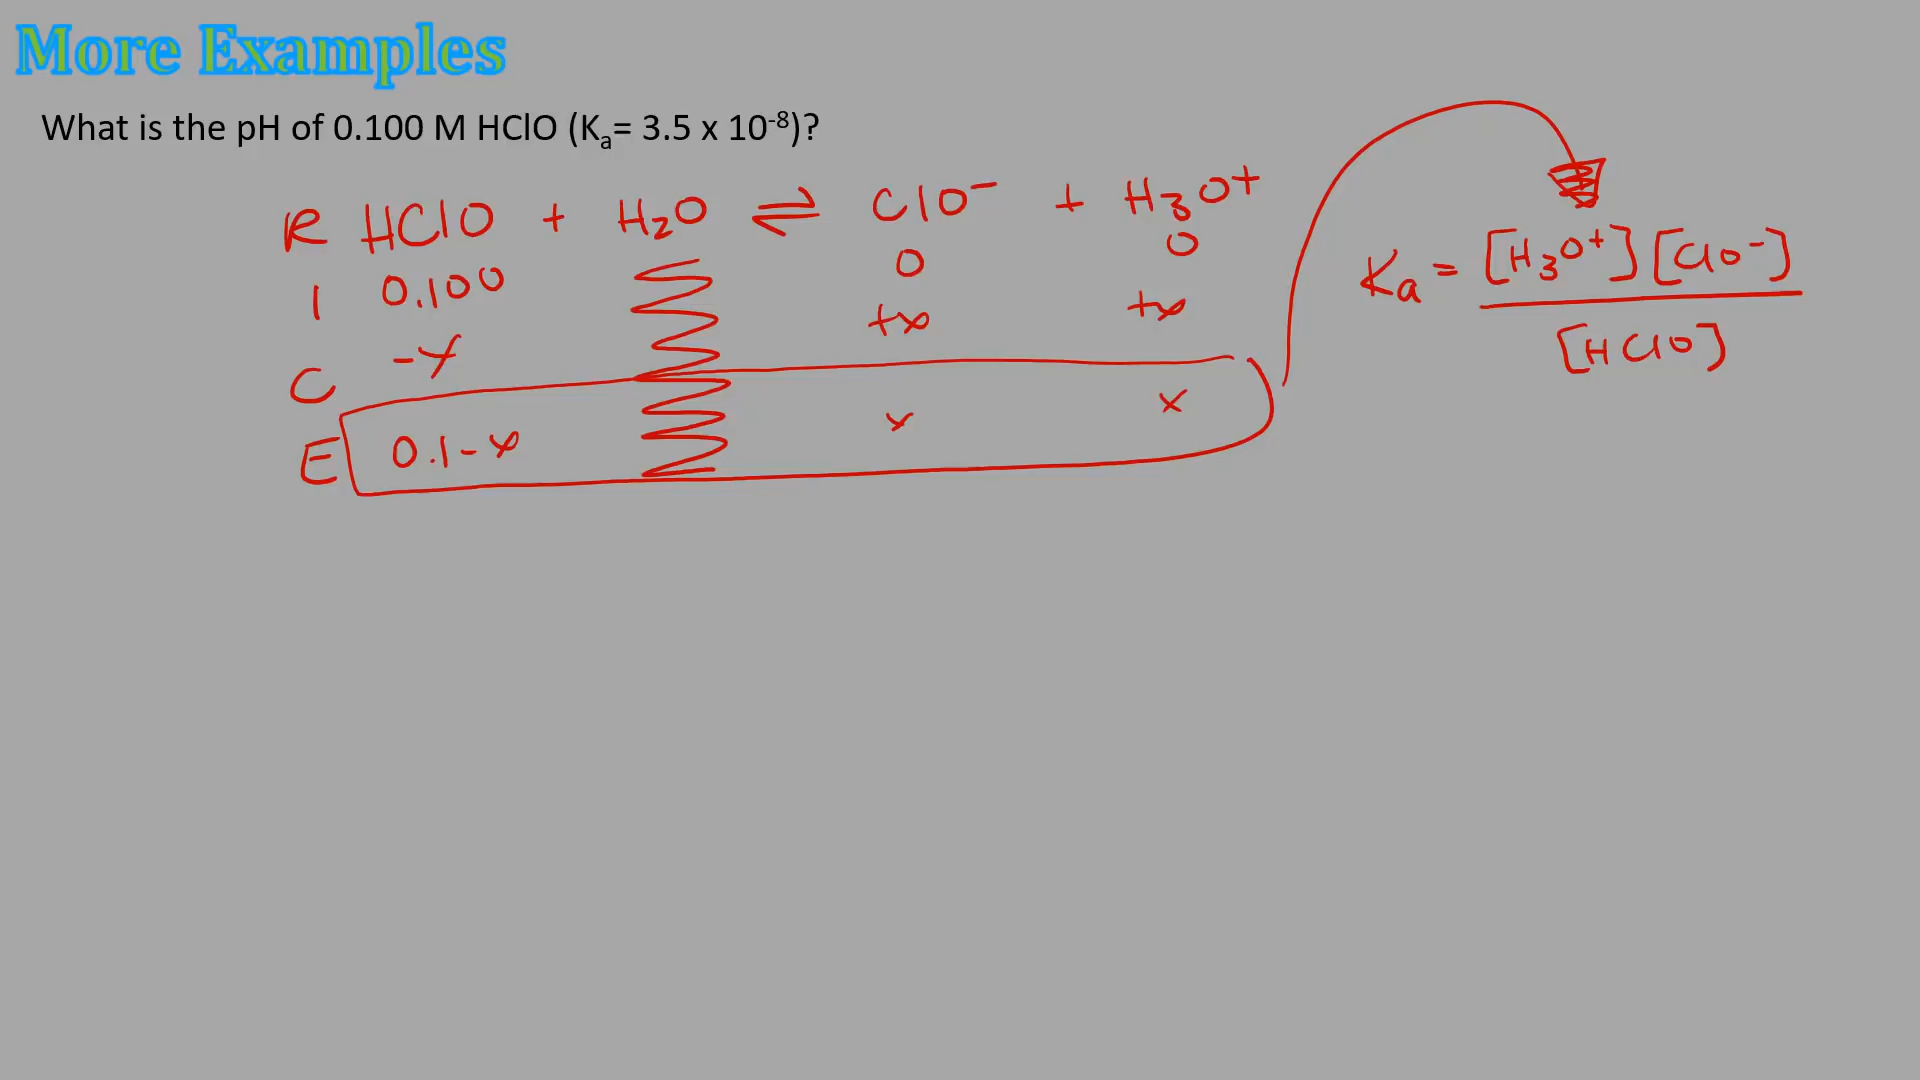 More Examples
What is the pH of 0.100 M HClO (Kₐ= 3.5 x 10⁻⁸)?
R HClO + H₂O ⇌ ClO⁻ + H₃O⁺
I 0.100 0 0
C -x +x +x
E 0.1-x x x
Kₐ = [H₃O⁺][ClO⁻]
[HClO]